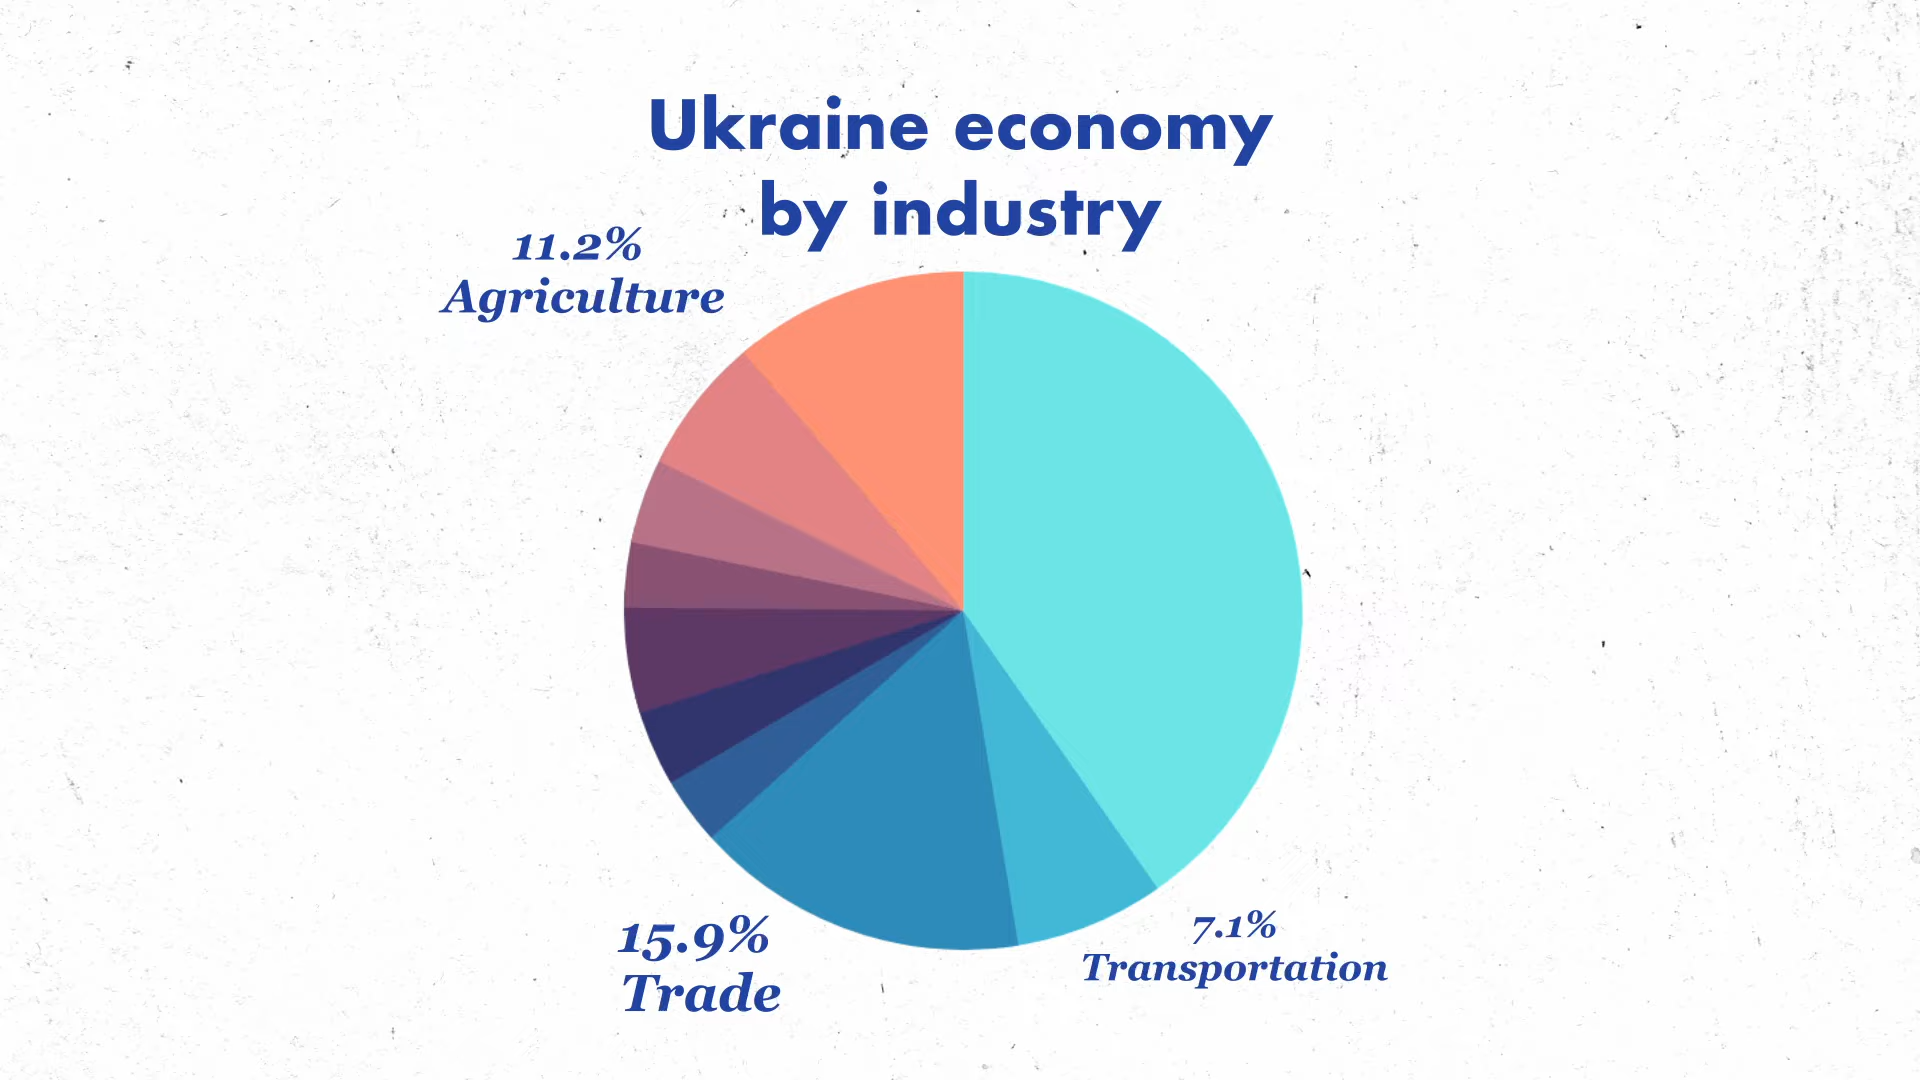 Ukraine economy
by industry
11.2%
Agriculture
15.9%
Trade
7.1%
Transportation